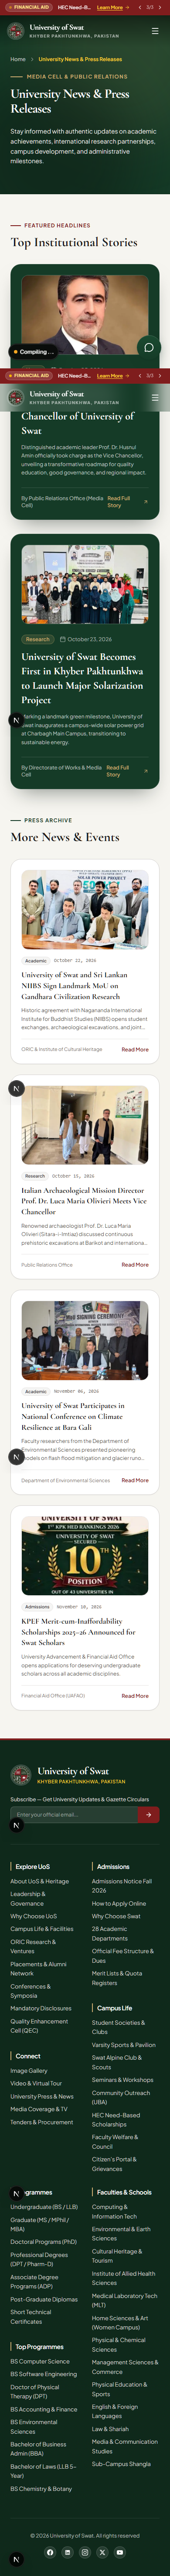 FINANCIAL AID
HEC Need-B...
Learn More
3/3
University of Swat
KHYBER PAKHTUNKHWA, PAKISTAN
Home
University News & Press Releases
MEDIA CELL & PUBLIC RELATIONS
University News & Press
Releases
Stay informed with authentic updates on academic
achievements, international research partnerships,
campus development, and administrative
milestones.
FEATURED HEADLINES
Top Institutional Stories
Compiling ...
FINANCIAL AID
HEC Need-B...
Learn More
3/3
University of Swat
KHYBER PAKHTUNKHWA, PAKISTAN
Chancellor of University of
Swat
Distinguished academic leader Prof. Dr. Husnul
Amin officially took charge as the Vice Chancellor,
unveiling a transformative roadmap for quality
education, governance, and regional impact.
By Public Relations Office (Media
Cell)
Read Full
Story
Research
October 23, 2026
University of Swat Becomes
First in Khyber Pakhtunkhwa
to Launch Major Solarization
Project
Marking a landmark green milestone, University of
Swat inaugurates a campus-wide solar power grid
at Charbagh Main Campus, transitioning to
sustainable energy.
By Directorate of Works & Media
Cell
Read Full
Story
N
PRESS ARCHIVE
More News & Events
Academic
October 22, 2026
University of Swat and Sri Lankan
NIIBS Sign Landmark MoU on
Gandhara Civilization Research
Historic agreement with Nagananda International
Institute for Buddhist Studies (NIIBS) opens student
exchanges, archaeological excavations, and joint...
ORIC & Institute of Cultural Heritage
Read More
N
Research
October 15, 2026
Italian Archaeological Mission Director
Prof. Dr. Luca Maria Olivieri Meets Vice
Chancellor
Renowned archaeologist Prof. Dr. Luca Maria
Olivieri (Sitara-i-Imtiaz) discussed continuous
prehistoric excavations at Barikot and internationa...
Public Relations Office
Read More
Academic
November 06, 2026
University of Swat Participates in
National Conference on Climate
Resilience at Bara Gali
Faculty researchers from the Department of
Environmental Sciences presented pioneering
models on flash flood mitigation and glacier runo...
Department of Environmental Sciences
Read More
N
UNIVERSITY OF SWAT
1ST KPK HED RANKINGS 2026
SECURED
10
TH
POSITION
OUT OF
Admissions
November 10, 2026
KPEF Merit-cum-Inaffordability
Scholarships 2025–26 Announced for
Swat Scholars
University Advancement & Financial Aid Office
opens applications for deserving undergraduate
scholars across all academic disciplines.
Financial Aid Office (UAFAO)
Read More
University of Swat
KHYBER PAKHTUNKHWA, PAKISTAN
Subscribe — Get University Updates & Gazette Circulars
Enter your official email...
N
Explore UoS
About UoS & Heritage
Leadership &
Governance
Why Choose UoS
Campus Life & Facilities
ORIC Research &
Ventures
Placements & Alumni
Network
Conferences &
Symposia
Mandatory Disclosures
Quality Enhancement
Cell (QEC)
Connect
Image Gallery
Video & Virtual Tour
University Press & News
Media Coverage & TV
Tenders & Procurement
Admissions
Admissions Notice Fall
2026
How to Apply Online
Why Choose Swat
28 Academic
Departments
Official Fee Structure &
Dues
Merit Lists & Quota
Registers
Campus Life
Student Societies &
Clubs
Varsity Sports & Pavilion
Swat Alpine Club &
Scouts
Seminars & Workshops
Community Outreach
(UBA)
HEC Need-Based
Scholarships
Faculty Welfare &
Council
Citizen's Portal &
Grievances
N
Programmes
Undergraduate (BS / LLB)
Graduate (MS / MPhil /
MBA)
Doctoral Programs (PhD)
Professional Degrees
(DPT / Pharm-D)
Associate Degree
Programs (ADP)
Post-Graduate Diplomas
Short Technical
Certificates
Top Programmes
BS Computer Science
BS Software Engineering
Doctor of Physical
Therapy (DPT)
BS Accounting & Finance
BS Environmental
Sciences
Bachelor of Business
Admin (BBA)
Bachelor of Laws (LLB 5-
Year)
BS Chemistry & Botany
Faculties & Schools
Computing &
Information Tech
Environmental & Earth
Sciences
Cultural Heritage &
Tourism
Institute of Allied Health
Sciences
Medical Laboratory Tech
(MLT)
Home Sciences & Art
(Women Campus)
Physical & Chemical
Sciences
Management Sciences &
Commerce
Physical Education &
Sports
English & Foreign
Languages
Law & Shariah
Media & Communication
Studies
Sub-Campus Shangla
© 2026 University of Swat. All rights reserved
N